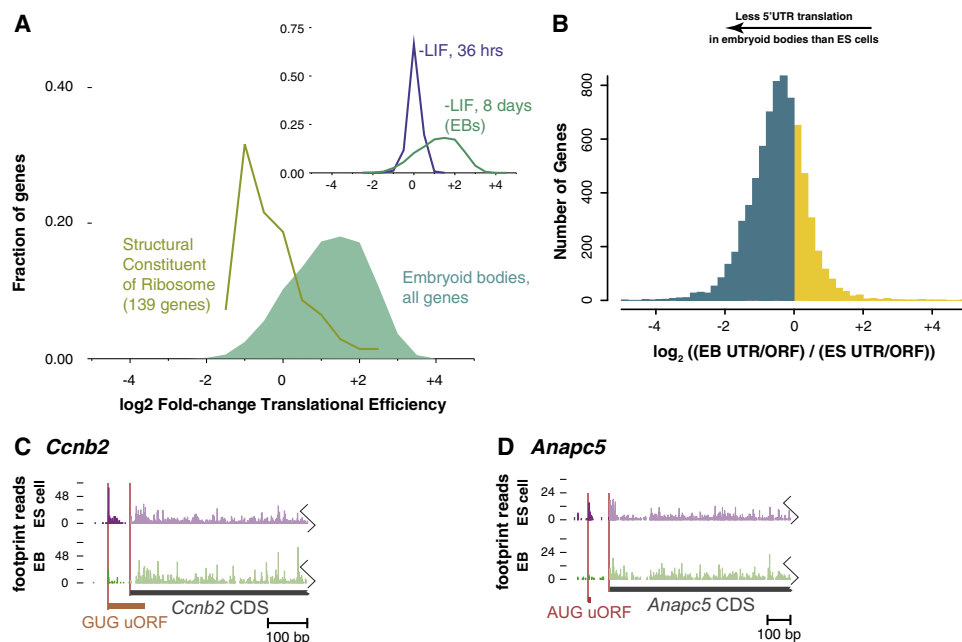 A
0.40
0.20
0.00
Fraction of genes
-4
-2
0
+2
+4
log2 Fold-change Translational Efficiency
Structural
Constituent
of Ribosome
(139 genes)
Embryoid bodies,
all genes
0.75
0.50
0.25
0.00
-4
-2
0
+2
+4
-LIF, 36 hrs
-LIF, 8 days
(EBs)
B
Less 5'UTR translation
in embryoid bodies than ES cells
Number of Genes
800
600
400
200
0
-4
-2
0
+2
+4
log2 ((EB UTR/ORF) / (ES UTR/ORF))
C Ccnb2
footprint reads
ES cell
48
0
EB
48
0
Ccnb2 CDS
GUG uORF
100 bp
D Anapc5
footprint reads
ES cell
24
0
EB
24
0
Anapc5 CDS
AUG uORF
100 bp